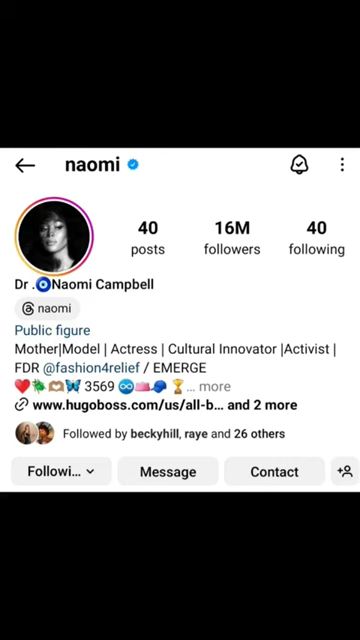 naomi
40 16M 40
posts followers following
Dr .🧿Naomi Campbell
naomi
Public figure
Mother|Model | Actress | Cultural Innovator |Activist |
FDR @fashion4relief / EMERGE
❤️🪲🫶🏽🦋 3569 ♾️👛🧢🏆... more
www.hugoboss.com/us/all-b... and 2 more
Followed by beckyhill, raye and 26 others
Followi... Message Contact